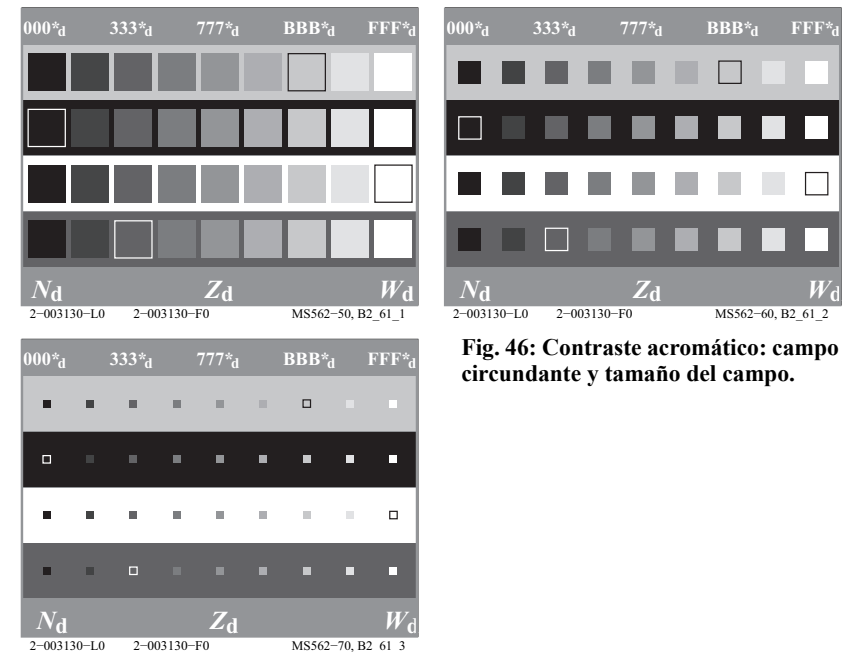 000*d 333*d 777*d BBB*d FFF*d
Nd Zd Wd
2−003130−L0 2−003130−F0 MS562−50, B2_61_1
000*d 333*d 777*d BBB*d FFF*d
Nd Zd Wd
2−003130−L0 2−003130−F0 MS562−60, B2_61_2
Fig. 46: Contraste acromático: campo
circundante y tamaño del campo.
000*d 333*d 777*d BBB*d FFF*d
Nd Zd Wd
2−003130−L0 2−003130−F0 MS562−70, B2_61_3